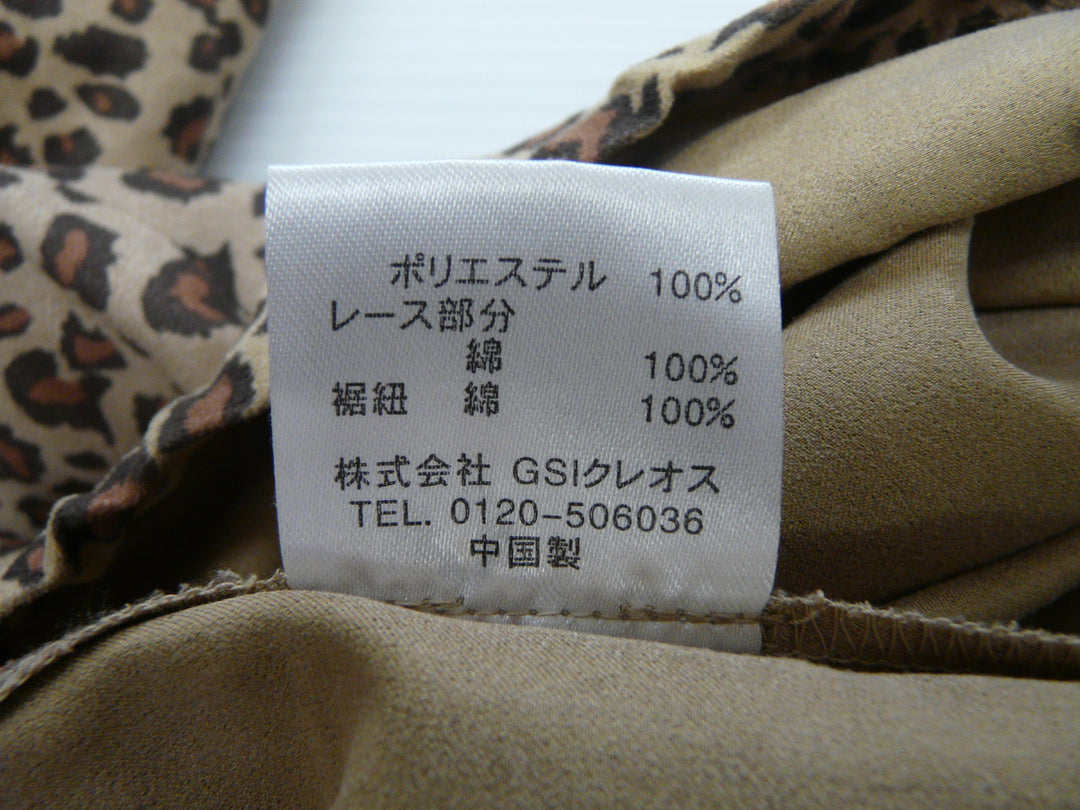 ポリエステル 100%
レース部分
綿 100%
裾紐 綿 100%
株式会社 GSIクレオス
TEL. 0120-506036
中国製